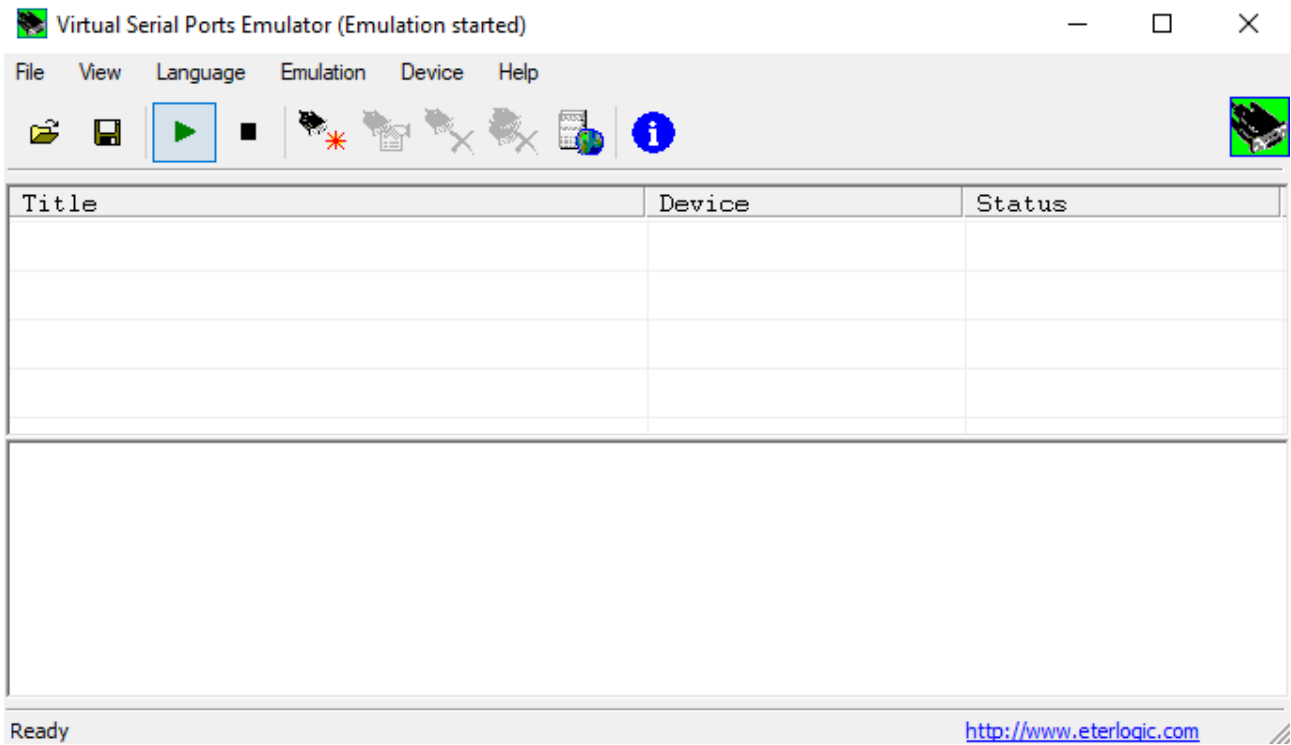 Virtual Serial Ports Emulator (Emulation started)
File View Language Emulation Device Help
Title Device Status
Ready http://www.eterlogic.com